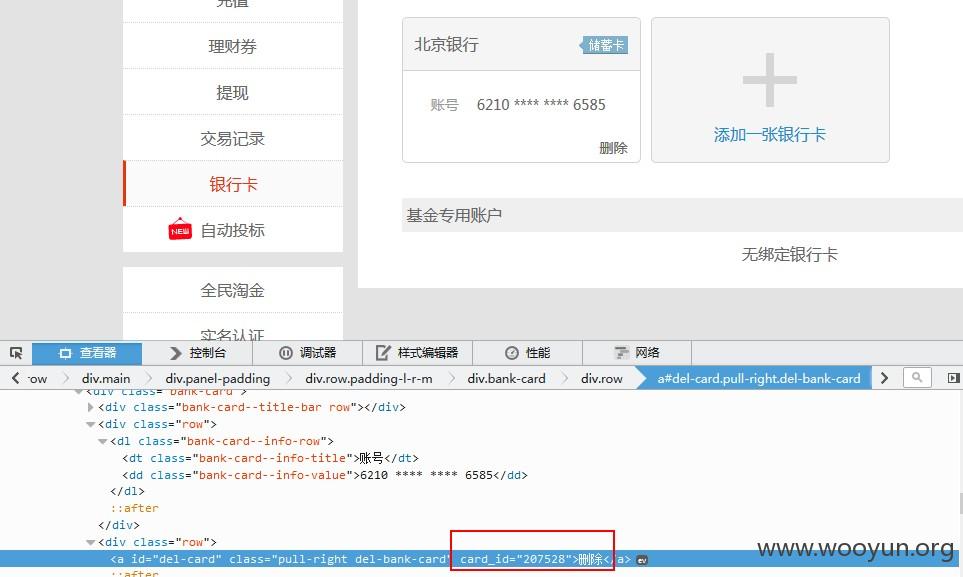 充值
理财券
提现
交易记录
银行卡
NEW 自动投标
全民淘金
实名认证
北京银行 储蓄卡
账号 6210 **** **** 6585
删除
添加一张银行卡
基金专用账户
无绑定银行卡
查看器 控制台 调试器 样式编辑器 性能 网络
row div.main div.panel-padding div.row.padding-l-r-m div.bank-card div.row a#del-card.pull-right.del-bank-card
<div class="bank-card">
<div class="bank-card--title-bar row"></div>
<div class="row">
<dl class="bank-card--info-row">
<dt class="bank-card--info-title">账号</dt>
<dd class="bank-card--info-value">6210 **** **** 6585</dd>
</dl>
::after
</div>
<div class="row">
<a id="del-card" class="pull-right del-bank-card" card_id="207528">删除</a> ev
::after
www.wooyun.org